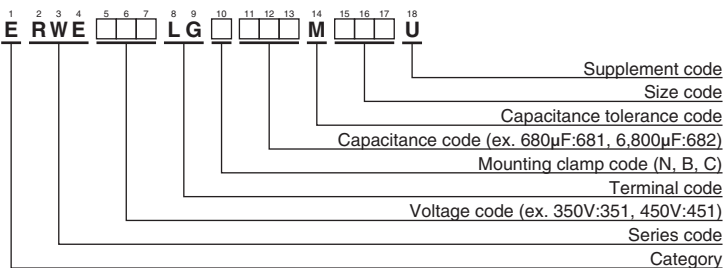 1 2 3 4 5 6 7 8 9 10 11 12 13 14 15 16 17 18
E RWE □□□ LG □ □□□ M □□□ U
Supplement code
Size code
Capacitance tolerance code
Capacitance code (ex. 680µF:681, 6,800µF:682)
Mounting clamp code (N, B, C)
Terminal code
Voltage code (ex. 350V:351, 450V:451)
Series code
Category